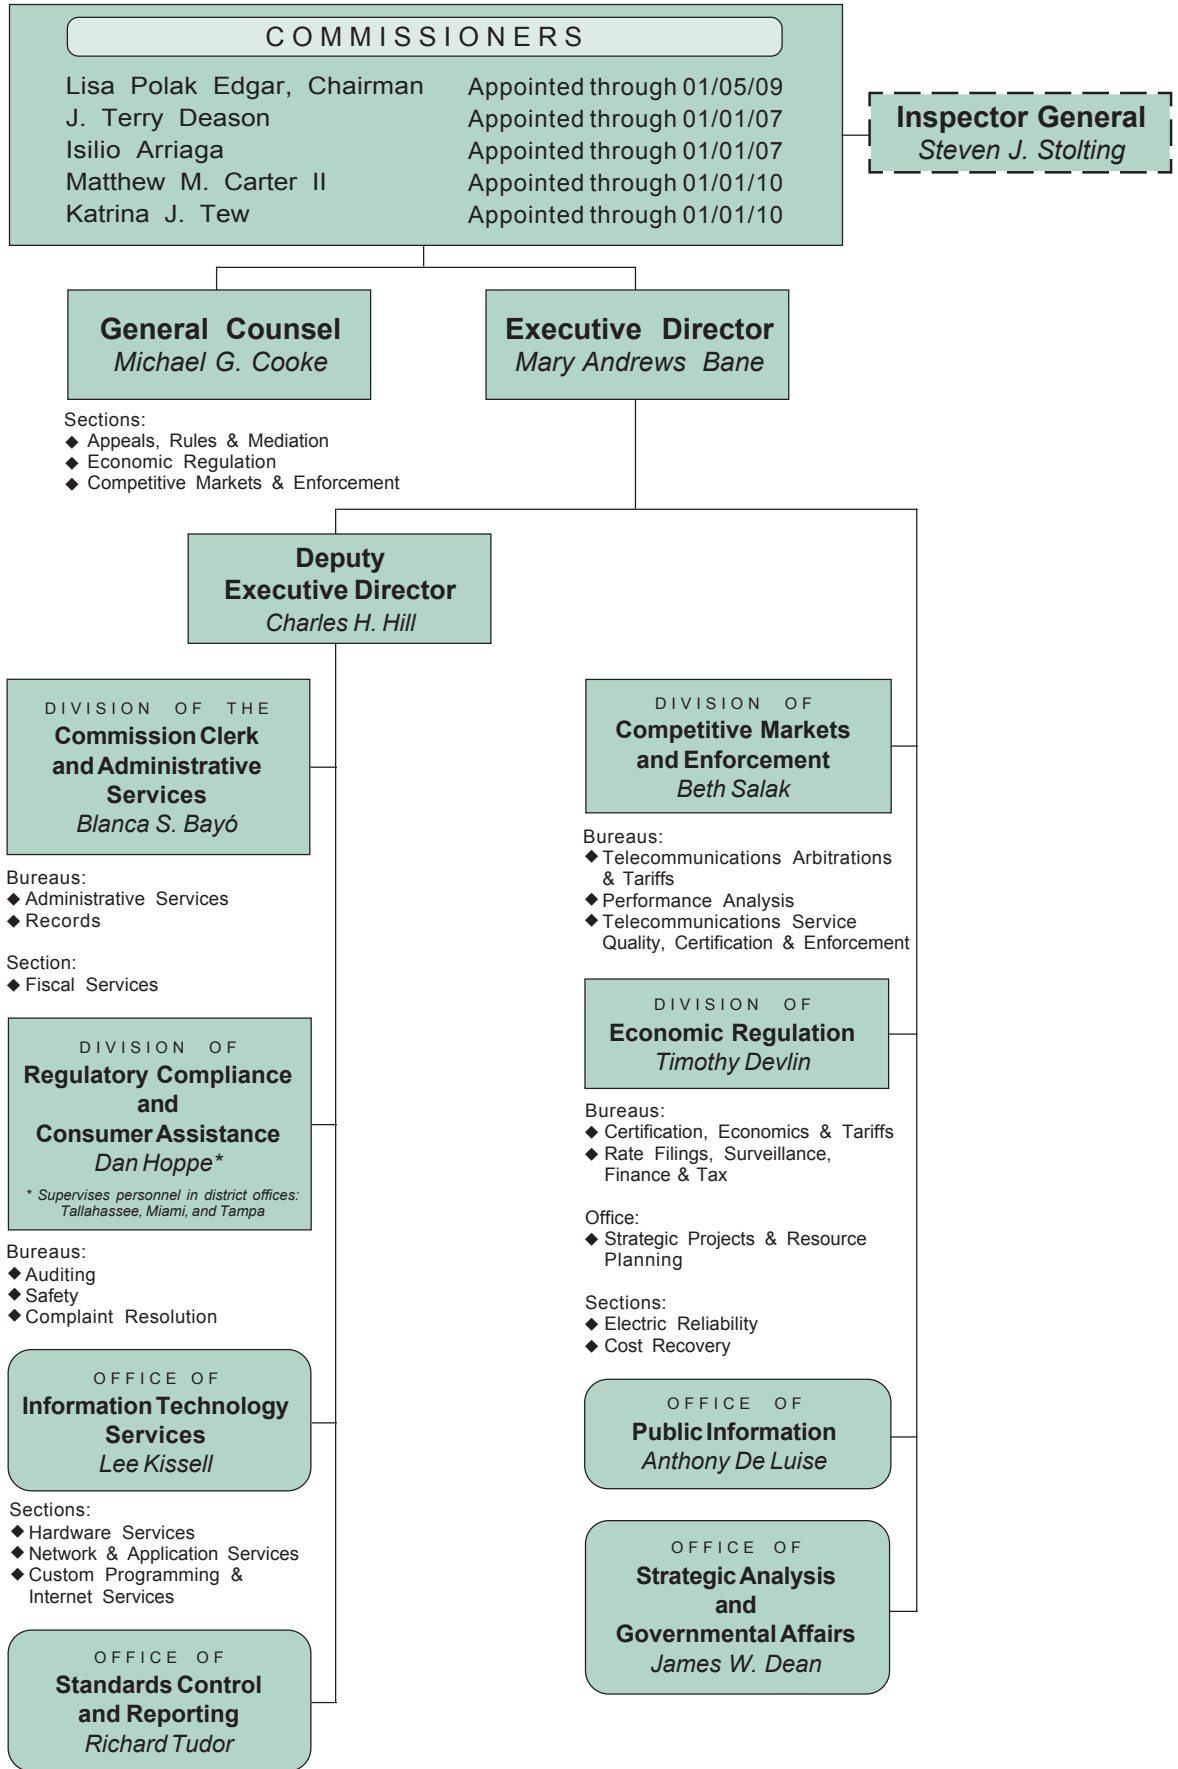 COMMISSIONERS
Lisa Polak Edgar, Chairman Appointed through 01/05/09
J. Terry Deason Appointed through 01/01/07
Isilio Arriaga Appointed through 01/01/07
Matthew M. Carter II Appointed through 01/01/10
Katrina J. Tew Appointed through 01/01/10
Inspector General
Steven J. Stolting
General Counsel
Michael G. Cooke
Sections:
◆ Appeals, Rules & Mediation
◆ Economic Regulation
◆ Competitive Markets & Enforcement
Executive Director
Mary Andrews Bane
Deputy
Executive Director
Charles H. Hill
DIVISION OF THE
Commission Clerk
and Administrative
Services
Blanca S. Bayó
Bureaus:
◆ Administrative Services
◆ Records
Section:
◆ Fiscal Services
DIVISION OF
Regulatory Compliance
and
Consumer Assistance
Dan Hoppe*
* Supervises personnel in district offices:
Tallahassee, Miami, and Tampa
Bureaus:
◆ Auditing
◆ Safety
◆ Complaint Resolution
OFFICE OF
Information Technology
Services
Lee Kissell
Sections:
◆ Hardware Services
◆ Network & Application Services
◆ Custom Programming &
Internet Services
OFFICE OF
Standards Control
and Reporting
Richard Tudor
DIVISION OF
Competitive Markets
and Enforcement
Beth Salak
Bureaus:
◆ Telecommunications Arbitrations
& Tariffs
◆ Performance Analysis
◆ Telecommunications Service
Quality, Certification & Enforcement
DIVISION OF
Economic Regulation
Timothy Devlin
Bureaus:
◆ Certification, Economics & Tariffs
◆ Rate Filings, Surveillance,
Finance & Tax
Office:
◆ Strategic Projects & Resource
Planning
Sections:
◆ Electric Reliability
◆ Cost Recovery
OFFICE OF
Public Information
Anthony De Luise
OFFICE OF
Strategic Analysis
and
Governmental Affairs
James W. Dean